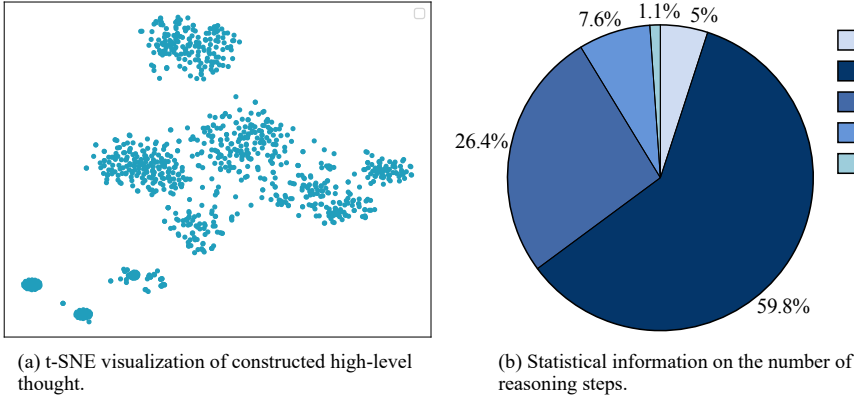 7.6%
1.1%
5%
26.4%
59.8%
(a) t-SNE visualization of constructed high-level
thought.
(b) Statistical information on the number of
reasoning steps.